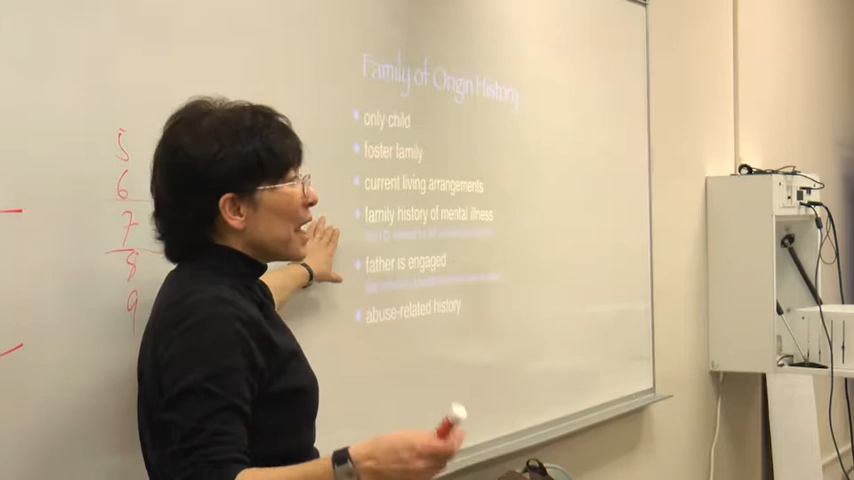 Family of Origin History
only child
foster family
current living arrangements
family history of mental illness
father is engaged
abuse-related history
5
6
7
8
9